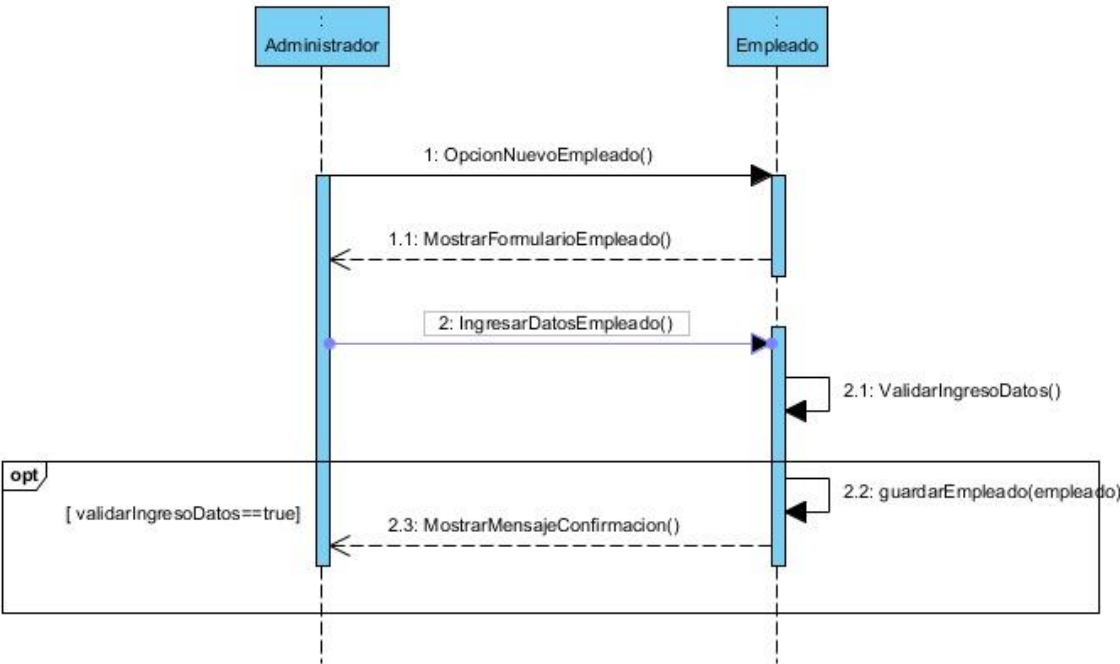 :
Administrador
:
Empleado
1: OpcionNuevoEmpleado()
1.1: MostrarFormularioEmpleado()
2: IngresarDatosEmpleado()
2.1: ValidarIngresoDatos()
opt
2.2: guardarEmpleado(empleado)
[ validarIngresoDatos==true]
2.3: MostrarMensajeConfirmacion()